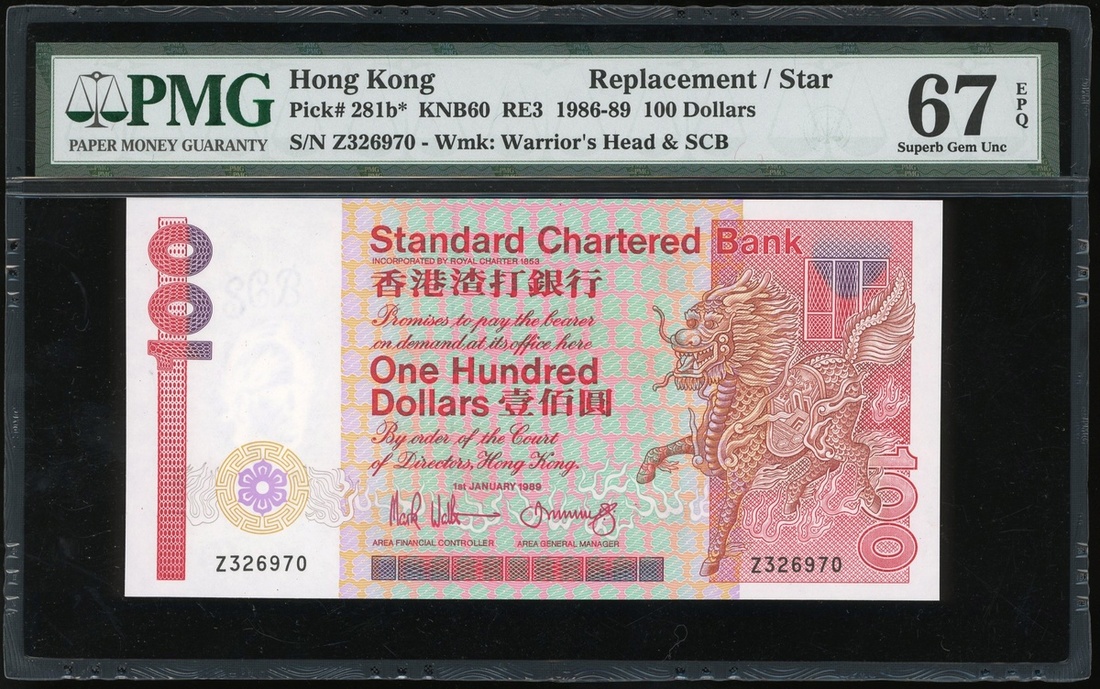 PMG
PAPER MONEY GUARANTY
Hong Kong Replacement / Star
Pick# 281b* KNB60 RE3 1986-89 100 Dollars
S/N Z326970 - Wmk: Warrior's Head & SCB
67
EPQ
Superb Gem Unc
100
Standard Chartered Bank
INCORPORATED BY ROYAL CHARTER 1853
香港渣打銀行
Promises to pay the bearer
on demand at its office, here
One Hundred
Dollars 壹佰圓
By order of the Court
of Directors, Hong Kong.
1st JANUARY 1989
AREA FINANCIAL CONTROLLER AREA GENERAL MANAGER
Z326970 Z326970
100